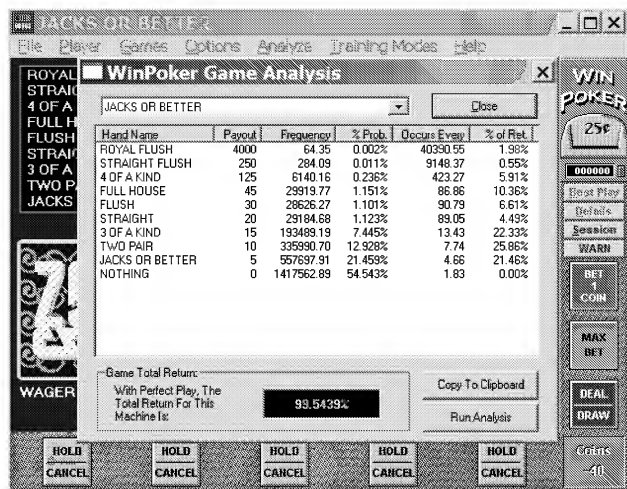 JACKS OR BETTER
File Player Games Options Analyze Training Modes Help
ROYAL
STRAIG
4 OF A
FULL H
FLUSH
STRAI
3 OF A
TWO PA
JACKS
WinPoker Game Analysis
JACKS OR BETTER
Close
Hand Name Payout Frequency % Prob. Occurs Every % of Ret.
ROYAL FLUSH 4000 64.35 0.002% 40390.55 1.98%
STRAIGHT FLUSH 250 284.09 0.011% 9148.37 0.55%
4 OF A KIND 125 6140.16 0.236% 423.27 5.91%
FULL HOUSE 45 29919.77 1.151% 86.86 10.36%
FLUSH 30 28626.27 1.101% 90.79 6.61%
STRAIGHT 20 29184.68 1.123% 89.05 4.49%
3 OF A KIND 15 193489.19 7.445% 13.43 22.33%
TWO PAIR 10 335990.70 12.928% 7.74 25.86%
JACKS OR BETTER 5 557697.91 21.459% 4.66 21.46%
NOTHING 0 1417562.89 54.543% 1.83 0.00%
Game Total Return:
With Perfect Play, The
Total Return For This
Machine Is:
99.5439%
Copy To Clipboard
Run Analysis
WAGER
WIN
POKER
25¢
000000
Best Play
Details
Session
WARN
BET
1
COIN
MAX
BET
DEAL
DRAW
HOLD HOLD HOLD HOLD HOLD
CANCEL CANCEL CANCEL CANCEL CANCEL
Coins
-40